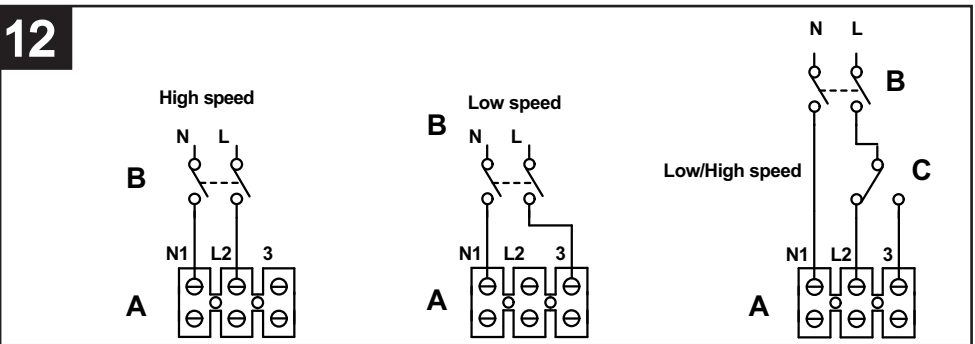 12
High speed
N L
B
N1 L2 3
A
Low speed
B
N L
N1 L2 3
A
N L
B
Low/High speed
C
N1 L2 3
A